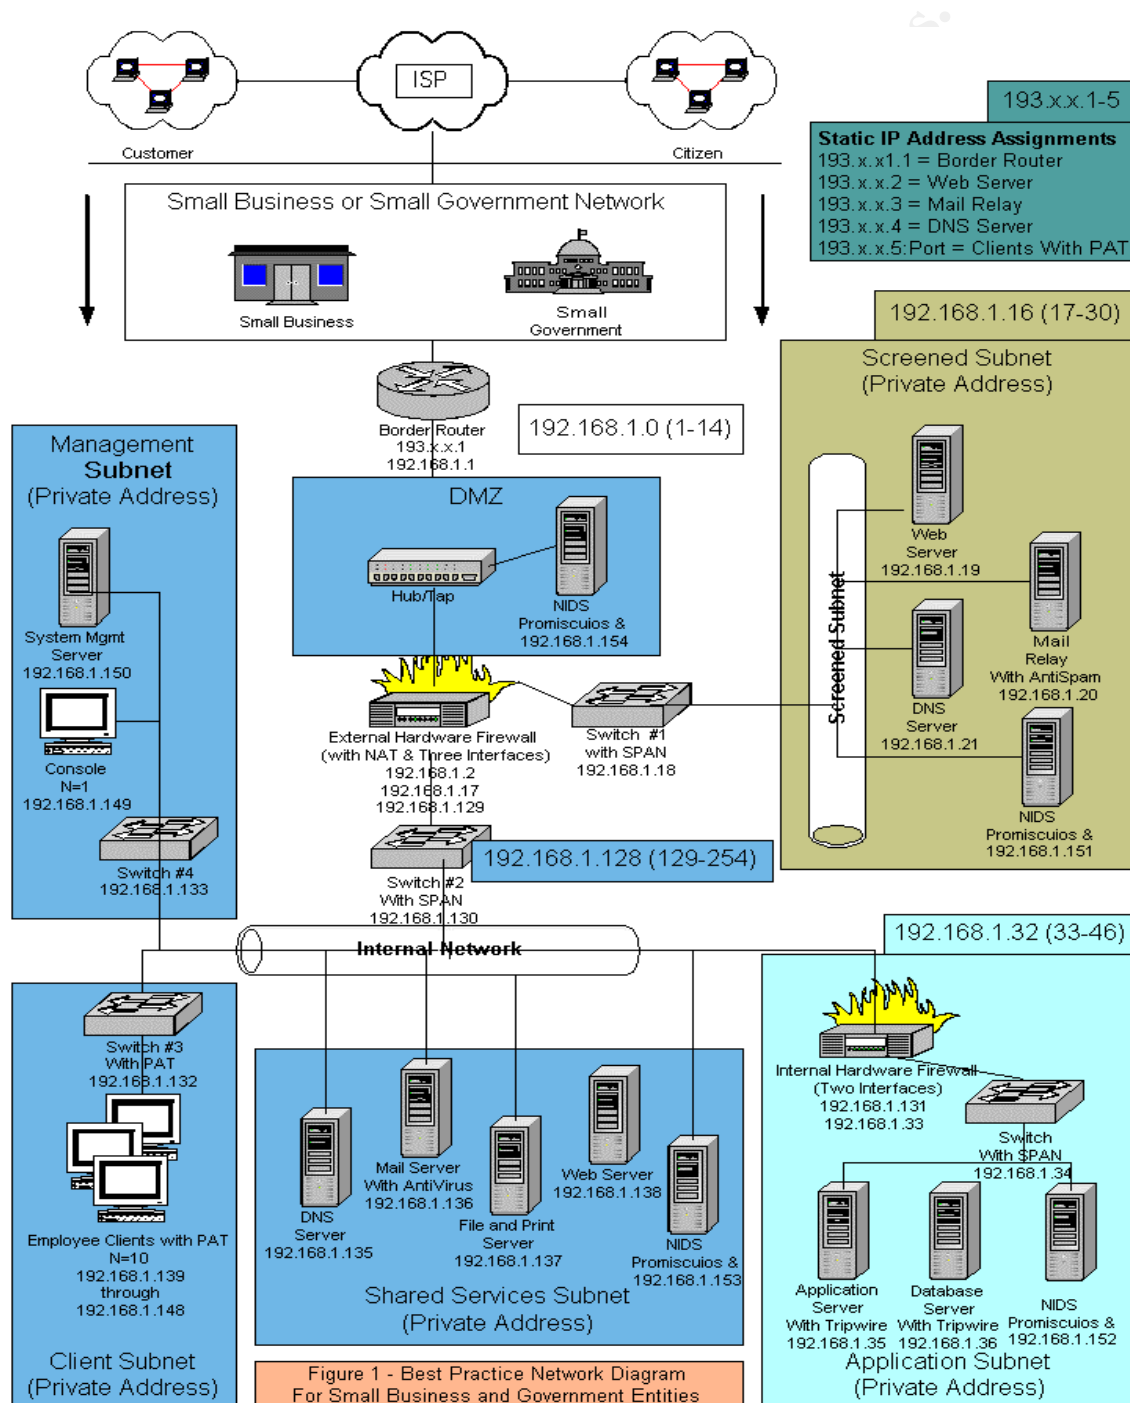 ISP
Customer
Citizen
193.x.x.1-5
Static IP Address Assignments
193.x.x1.1 = Border Router
193.x.x.2 = Web Server
193.x.x.3 = Mail Relay
193.x.x.4 = DNS Server
193.x.x.5:Port = Clients With PAT
Small Business or Small Government Network
Small Business
Small
Government
192.168.1.16 (17-30)
Screened Subnet
(Private Address)
Border Router
193.x.x.1
192.168.1.1
192.168.1.0 (1-14)
Management
Subnet
(Private Address)
System Mgmt
Server
192.168.1.150
Console
N=1
192.168.1.149
Switch #4
192.168.1.133
DMZ
Hub/Tap
NIDS
Promiscuios &
192.168.1.154
External Hardware Firewall
(with NAT & Three Interfaces)
192.168.1.2
192.168.1.17
192.168.1.129
Switch #1
with SPAN
192.168.1.18
Screened Subnet
Web
Server
192.168.1.19
Mail
Relay
With AntiSpam
192.168.1.20
DNS
Server
192.168.1.21
NIDS
Promiscuios &
192.168.1.151
Switch #2
With SPAN
192.168.1.130
192.168.1.128 (129-254)
Internal Network
192.168.1.32 (33-46)
Switch #3
With PAT
192.168.1.132
Employee Clients with PAT
N=10
192.168.1.139
through
192.168.1.148
Client Subnet
(Private Address)
DNS
Server
192.168.1.135
Mail Server
With AntiVirus
192.168.1.136
File and Print
Server
192.168.1.137
Web Server
192.168.1.138
NIDS
Promiscuios &
192.168.1.153
Shared Services Subnet
(Private Address)
Internal Hardware Firewall
(Two Interfaces)
192.168.1.131
192.168.1.33
Switch
With SPAN
192.168.1.34
Application
Server
With Tripwire
192.168.1.35
Database
Server
With Tripwire
192.168.1.36
NIDS
Promiscuios &
192.168.1.152
Application Subnet
(Private Address)
Figure 1 - Best Practice Network Diagram
For Small Business and Government Entities